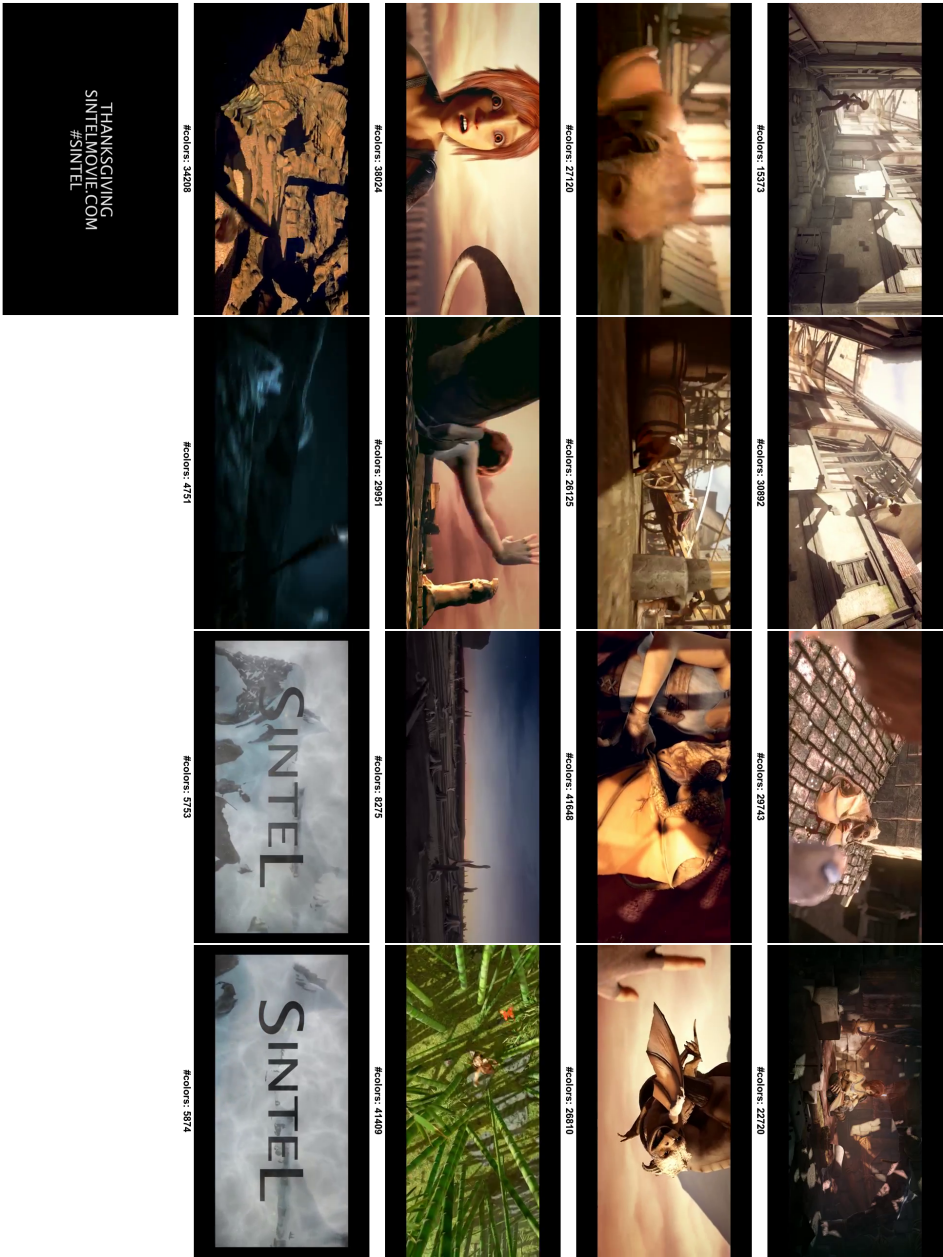 #colors: 15373
#colors: 30892
#colors: 29743
#colors: 22720
#colors: 27120
#colors: 26125
#colors: 41648
#colors: 26810
#colors: 38024
#colors: 29951
#colors: 8275
#colors: 41409
SINTEL
SINTEL
#colors: 34208
#colors: 4751
#colors: 5753
#colors: 5874
THANKSGIVING
SINTELMOVIE.COM
#SINTEL